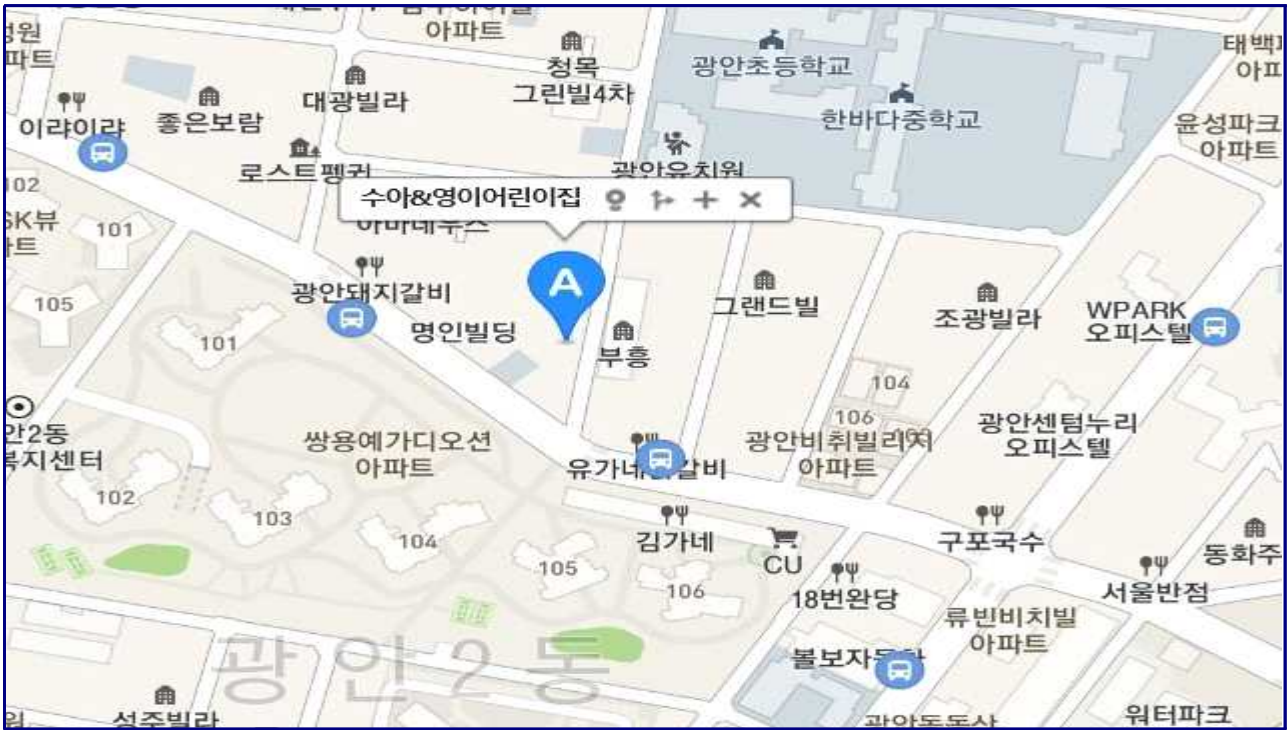 아파트
청목
그린빌4차
광안초등학교
대광빌라
한바다중학교
아파트
이랴이랴
좋은보람
윤성파크
아파트
광안유치원
102
SK뷰
101
수아&영이어린이집
A
105
광안돼지갈비
그랜드빌
조광빌라
WPARK
오피스텔
101
명인빌딩
부흥
104
106
광안센텀누리
오피스텔
쌍용예가디오션
아파트
광안비취빌리지
아파트
102
103
104
105
106
김가네
CU
구포국수
18번완당
서울반점
류빈비치빌
아파트
광안2동
성주빌라
워터파크